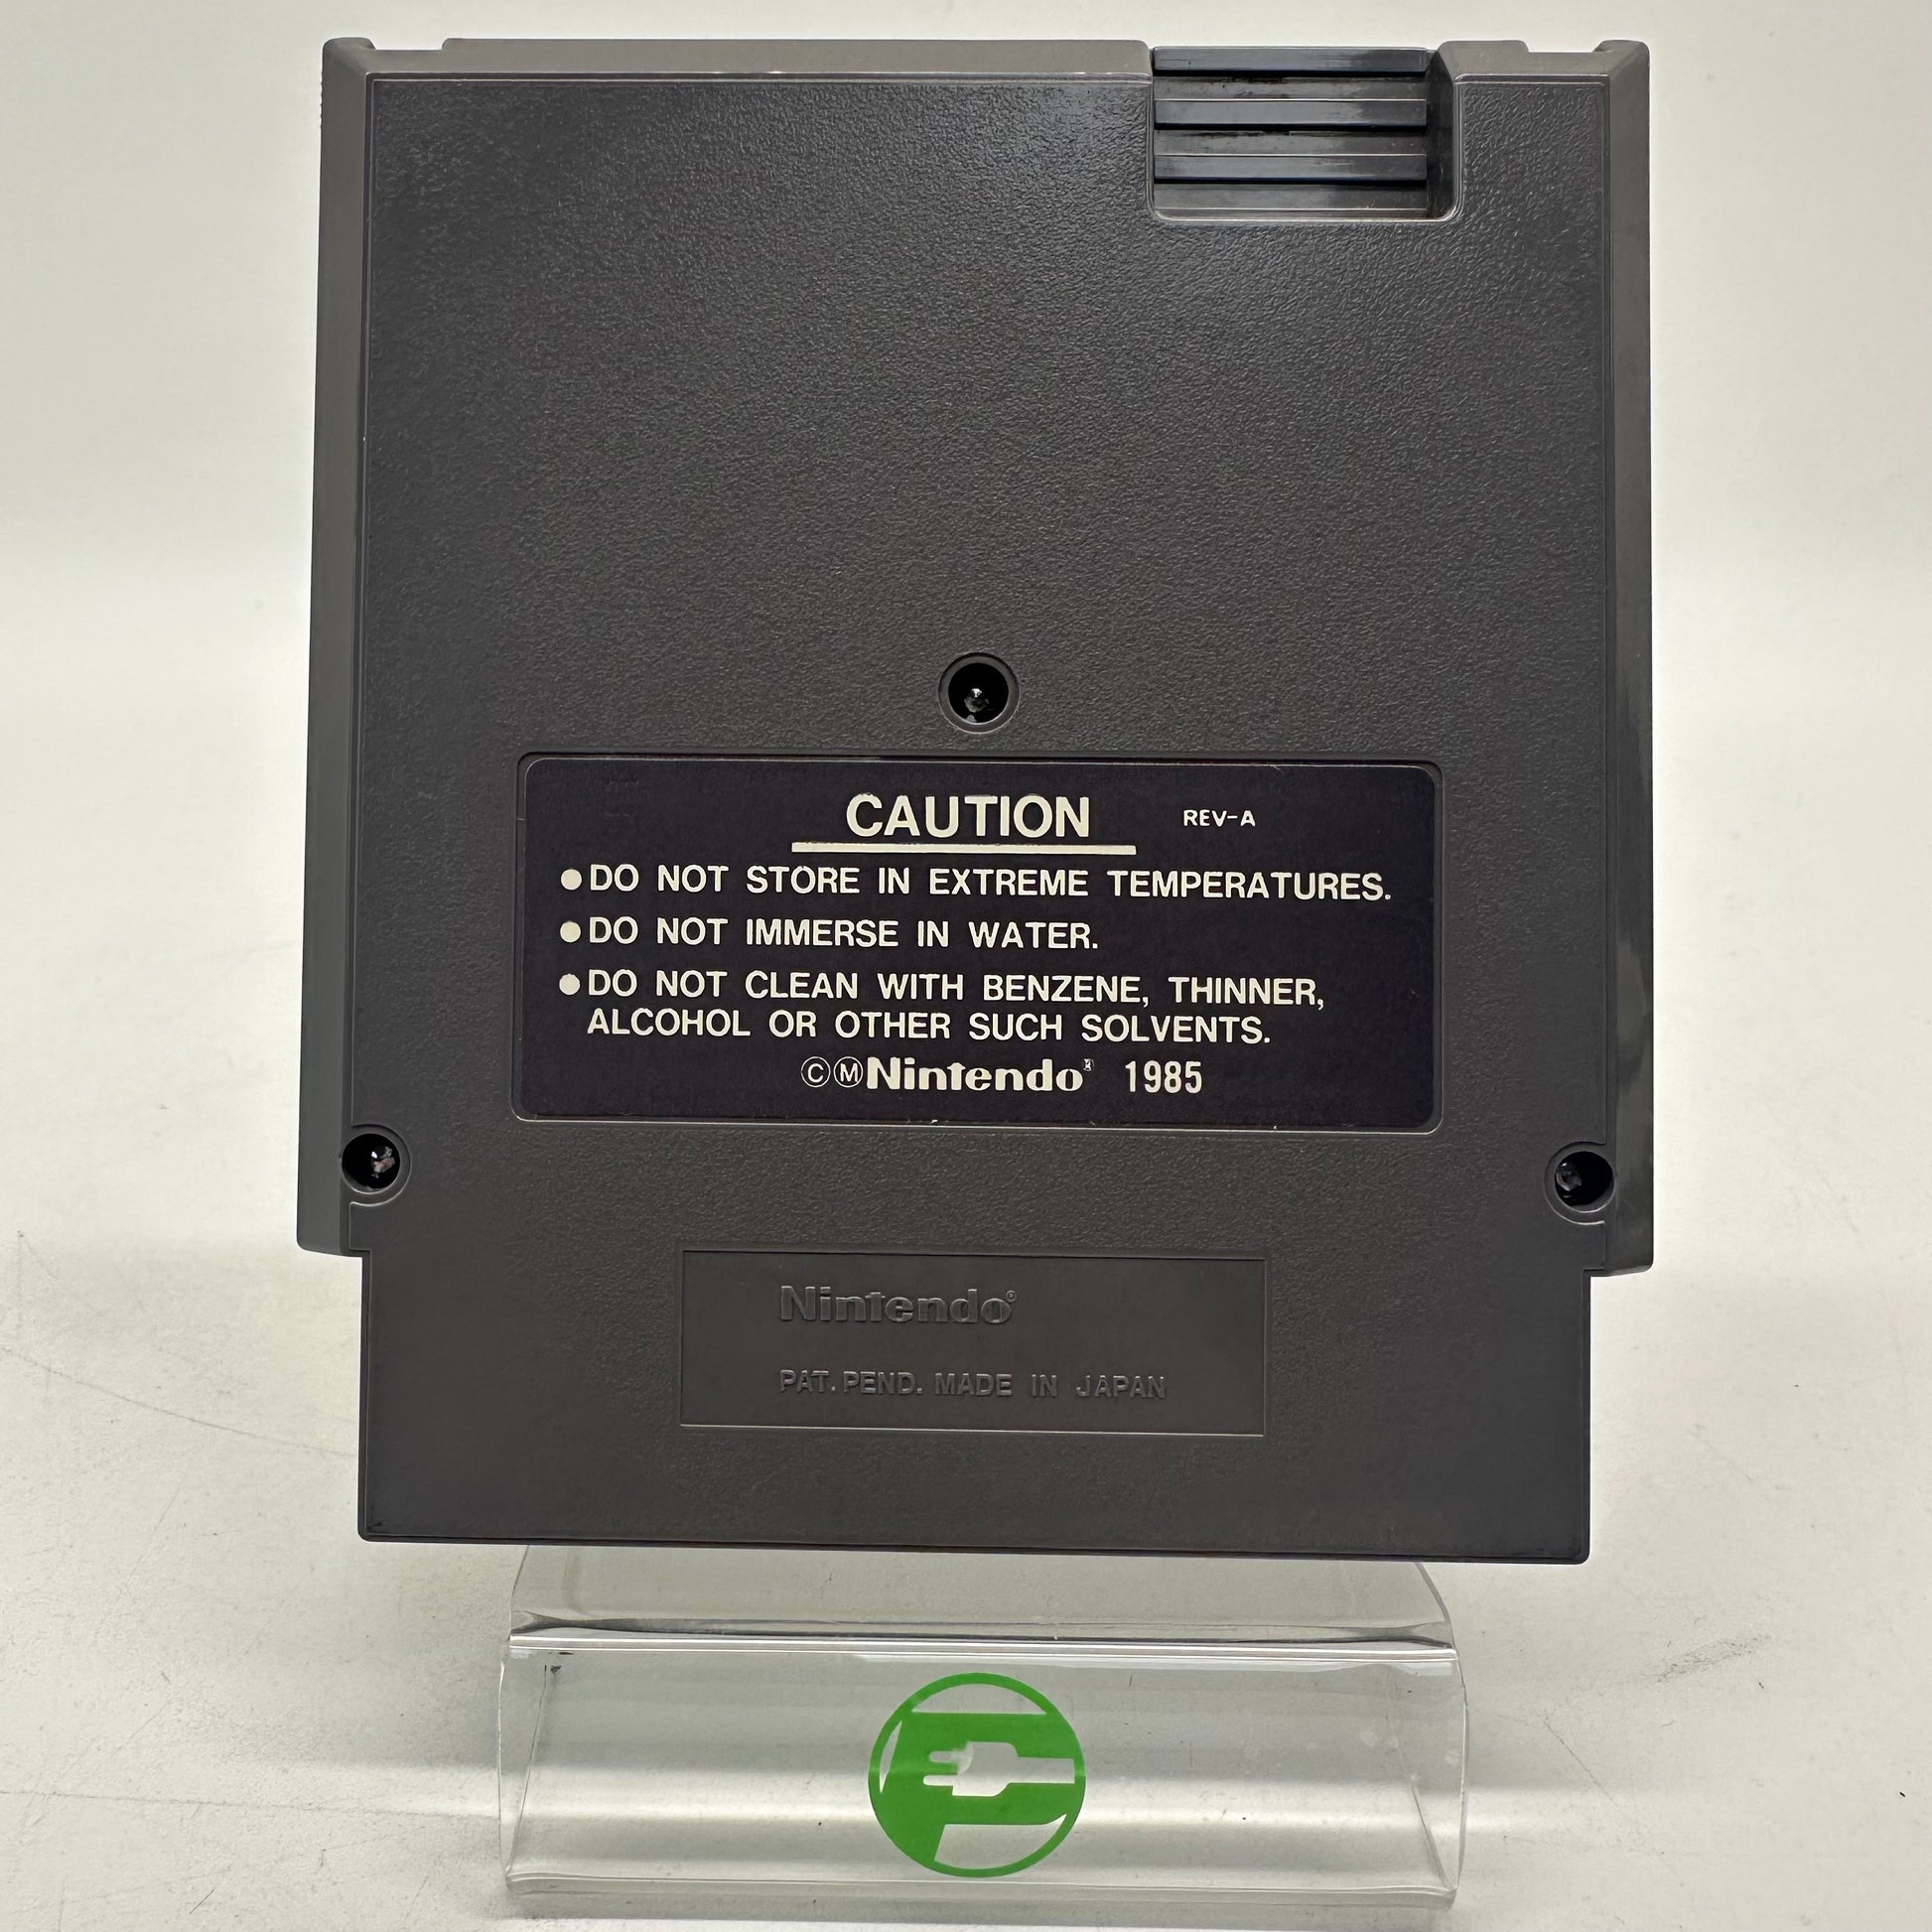 CAUTION REV-A
●DO NOT STORE IN EXTREME TEMPERATURES.
●DO NOT IMMERSE IN WATER.
●DO NOT CLEAN WITH BENZENE, THINNER,
ALCOHOL OR OTHER SUCH SOLVENTS.
ⒸⓂNintendo® 1985
Nintendo®
PAT. PEND. MADE IN JAPAN